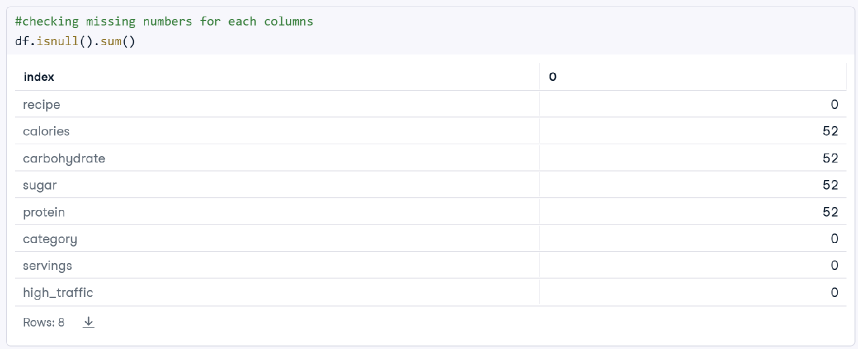 #checking missing numbers for each columns
df.isnull().sum()
index 0
recipe 0
calories 52
carbohydrate 52
sugar 52
protein 52
category 0
servings 0
high_traffic 0
Rows: 8